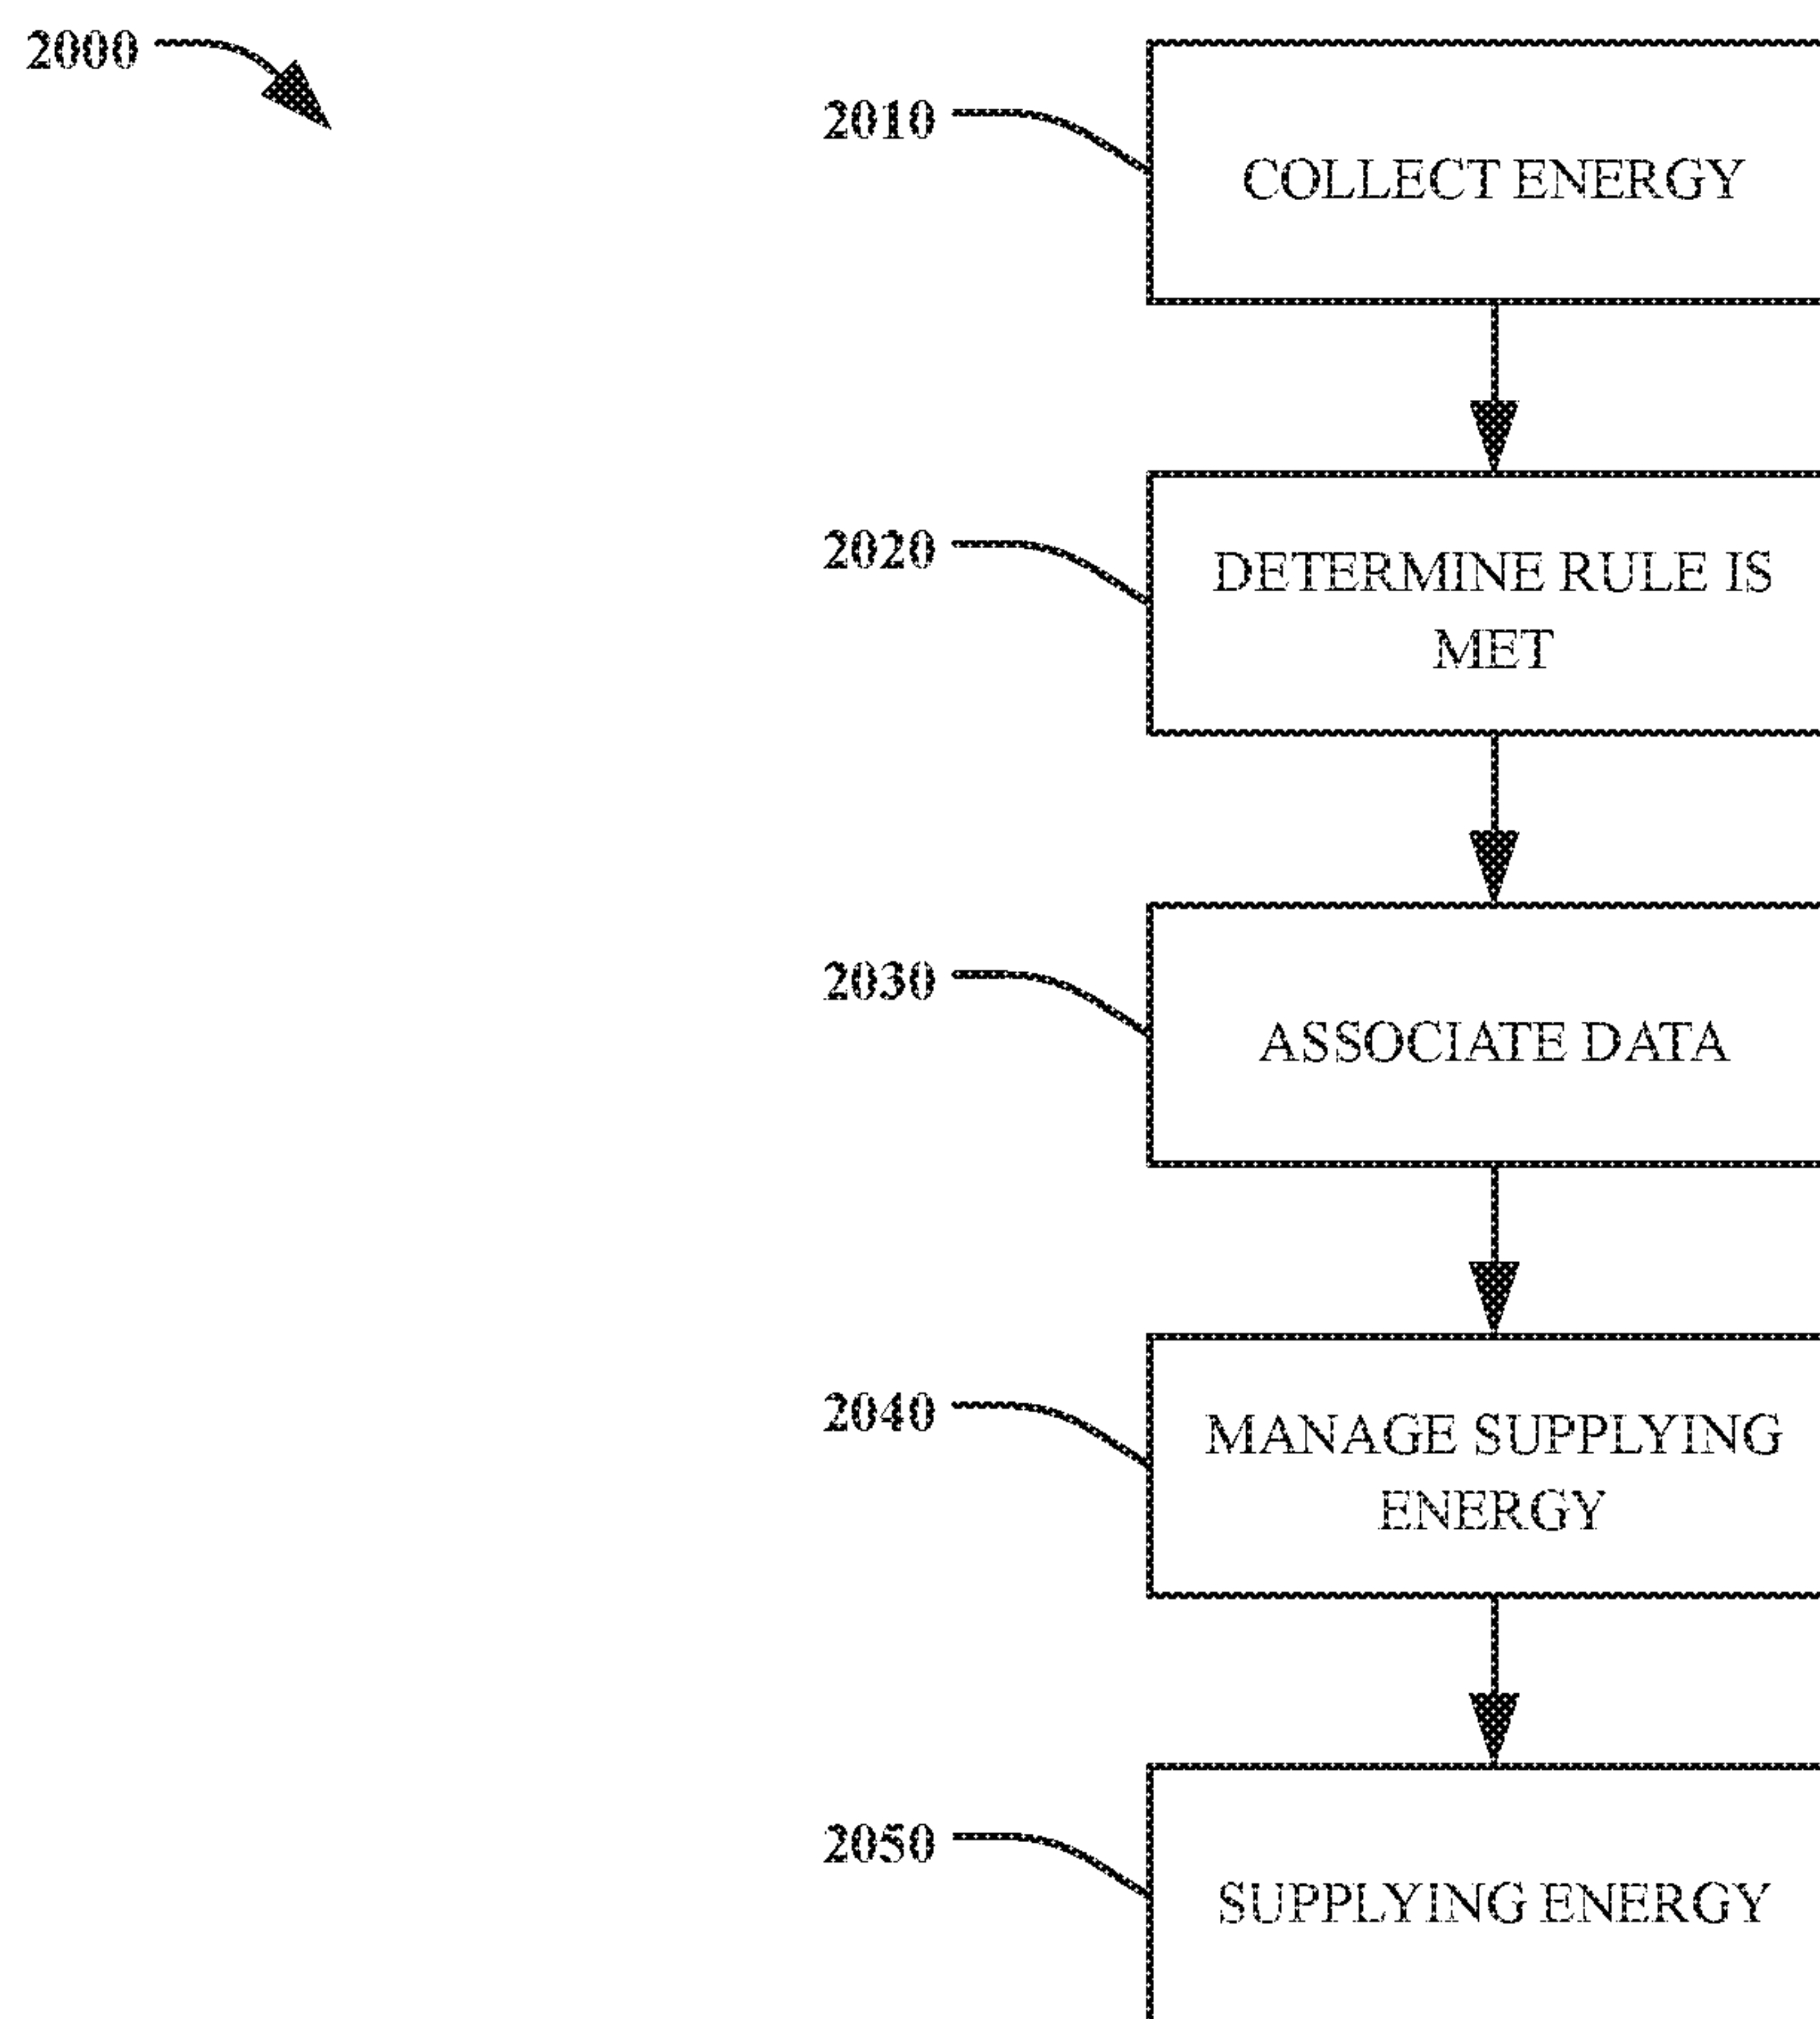 2000
2010
COLLECT ENERGY
2020
DETERMINE RULE IS
MET
2030
ASSOCIATE DATA
2040
MANAGE SUPPLYING
ENERGY
2050
SUPPLYING ENERGY